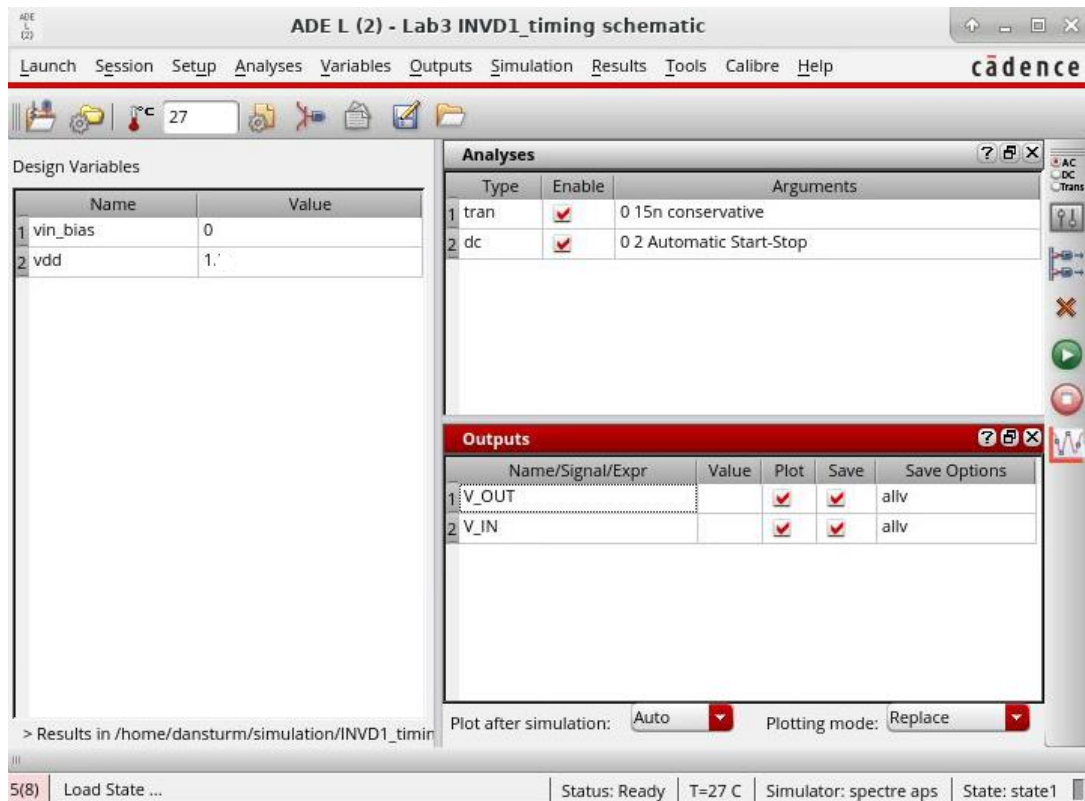 ADE
L
(2)
ADE L (2) - Lab3 INVD1_timing schematic
Launch Session Setup Analyses Variables Outputs Simulation Results Tools Calibre Help
cādence
°C 27
Design Variables
Name Value
1 vin_bias 0
2 vdd
Analyses
Type Enable Arguments
1 tran 0 15n conservative
2 dc 0 2 Automatic Start-Stop
AC
DC
Trans
Outputs
Name/Signal/Expr Value Plot Save Save Options
1 V_OUT allv
2 V_IN allv
> Results in /home/dansturm/simulation/INVD1_timin
Plot after simulation: Auto Plotting mode: Replace
5(8) Load State ... Status: Ready T=27 C Simulator: spectre aps State: state1